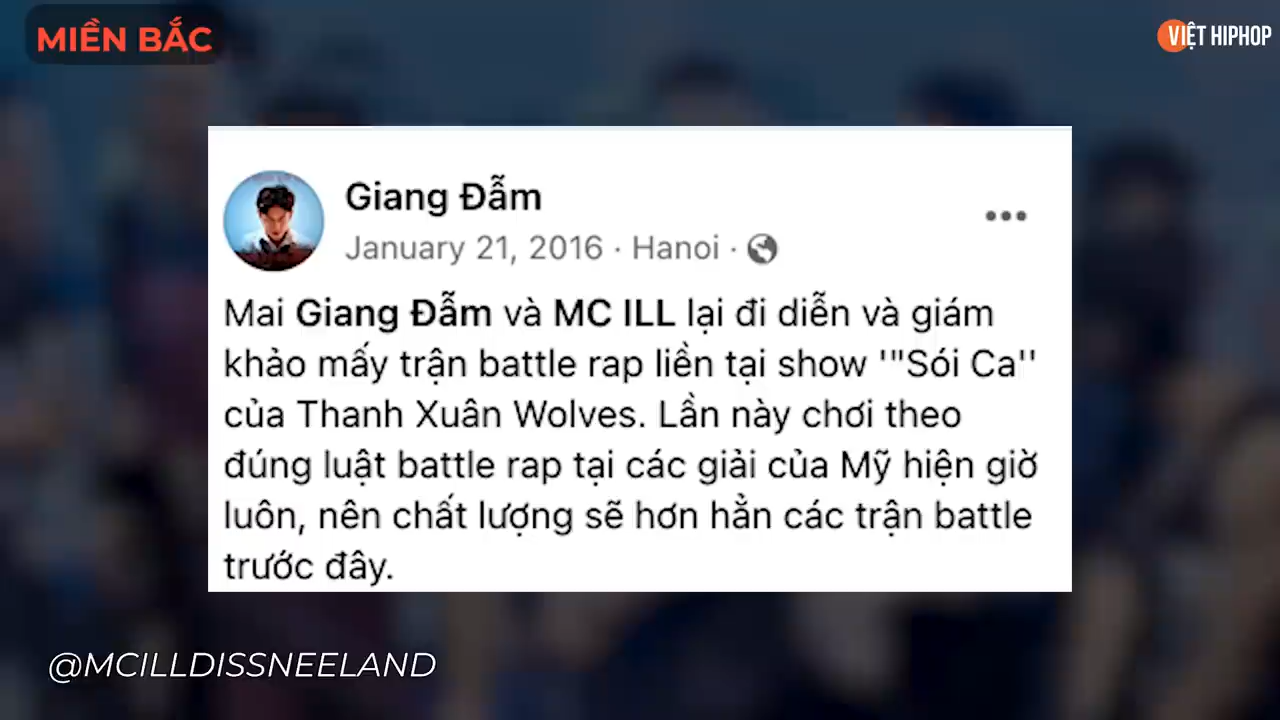 MIỀN BẮC
VIỆT HIPHOP
Giang Đẫm
January 21, 2016 · Hanoi ·
Mai Giang Đẫm và MC ILL lại đi diễn và giám
khảo mấy trận battle rap liền tại show '"Sói Ca''
của Thanh Xuân Wolves. Lần này chơi theo
đúng luật battle rap tại các giải của Mỹ hiện giờ
luôn, nên chất lượng sẽ hơn hẳn các trận battle
trước đây.
@MCILLDISSNEELAND